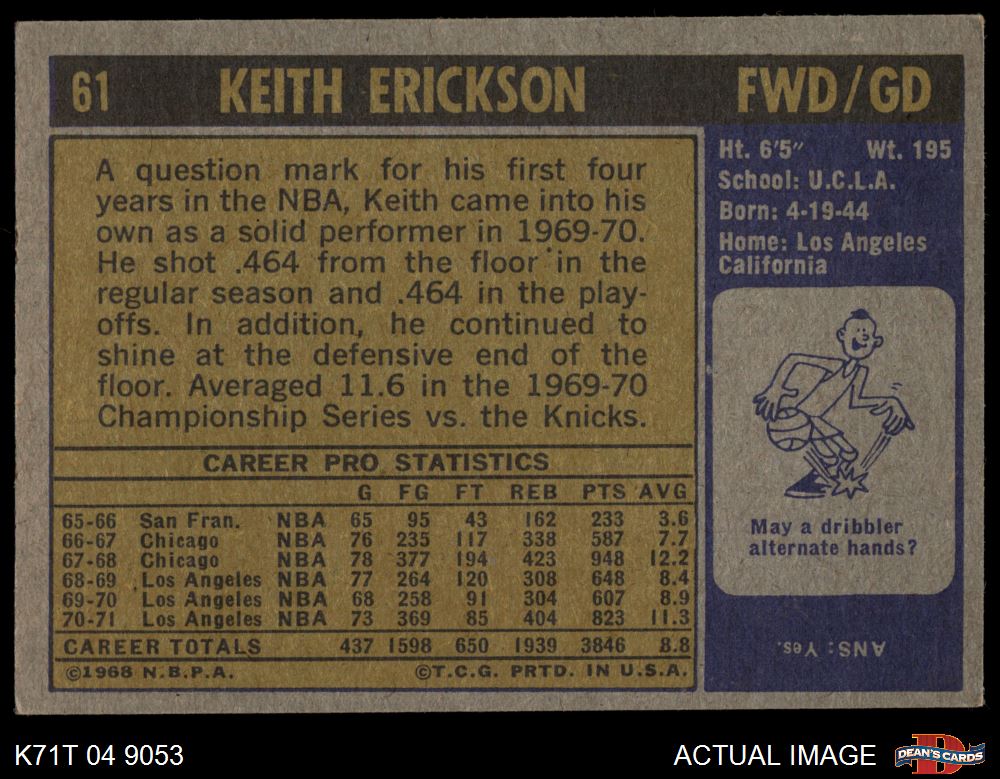 61 KEITH ERICKSON FWD/GD
A question mark for his first four
years in the NBA, Keith came into his
own as a solid performer in 1969-70.
He shot .464 from the floor in the
regular season and .464 in the play-
offs. In addition, he continued to
shine at the defensive end of the
floor. Averaged 11.6 in the 1969-70
Championship Series vs. the Knicks.
Ht. 6'5" Wt. 195
School: U.C.L.A.
Born: 4-19-44
Home: Los Angeles
California
May a dribbler
alternate hands?
ANS: Yes.
CAREER PRO STATISTICS
G FG FT REB PTS AVG
65-66 San Fran. NBA 65 95 43 162 233 3.6
66-67 Chicago NBA 76 235 117 338 587 7.7
67-68 Chicago NBA 78 377 194 423 948 12.2
68-69 Los Angeles NBA 77 264 120 308 648 8.4
69-70 Los Angeles NBA 68 258 91 304 607 8.9
70-71 Los Angeles NBA 73 369 85 404 823 11.3
CAREER TOTALS 437 1598 650 1939 3846 8.8
©1968 N.B.P.A. ©T.C.G. PRTD. IN U.S.A.
K71T 04 9053 ACTUAL IMAGE DEAN'S CARDS